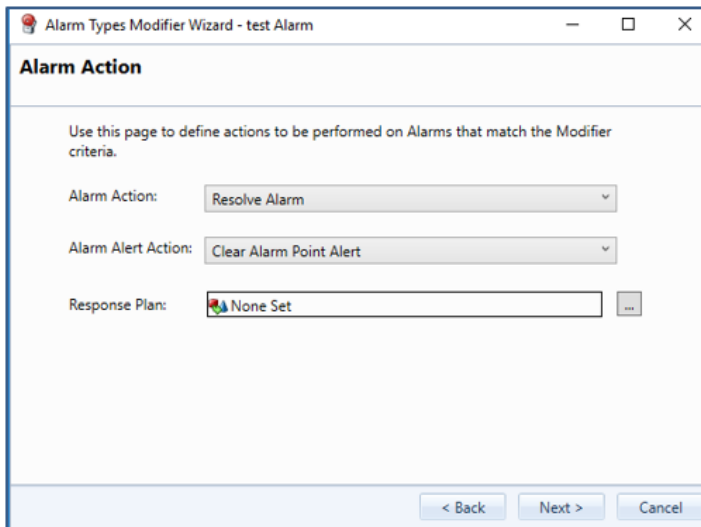 Alarm Types Modifier Wizard - test Alarm
Alarm Action
Use this page to define actions to be performed on Alarms that match the Modifier
criteria.
Alarm Action: Resolve Alarm
Alarm Alert Action: Clear Alarm Point Alert
Response Plan: None Set ...
< Back Next > Cancel